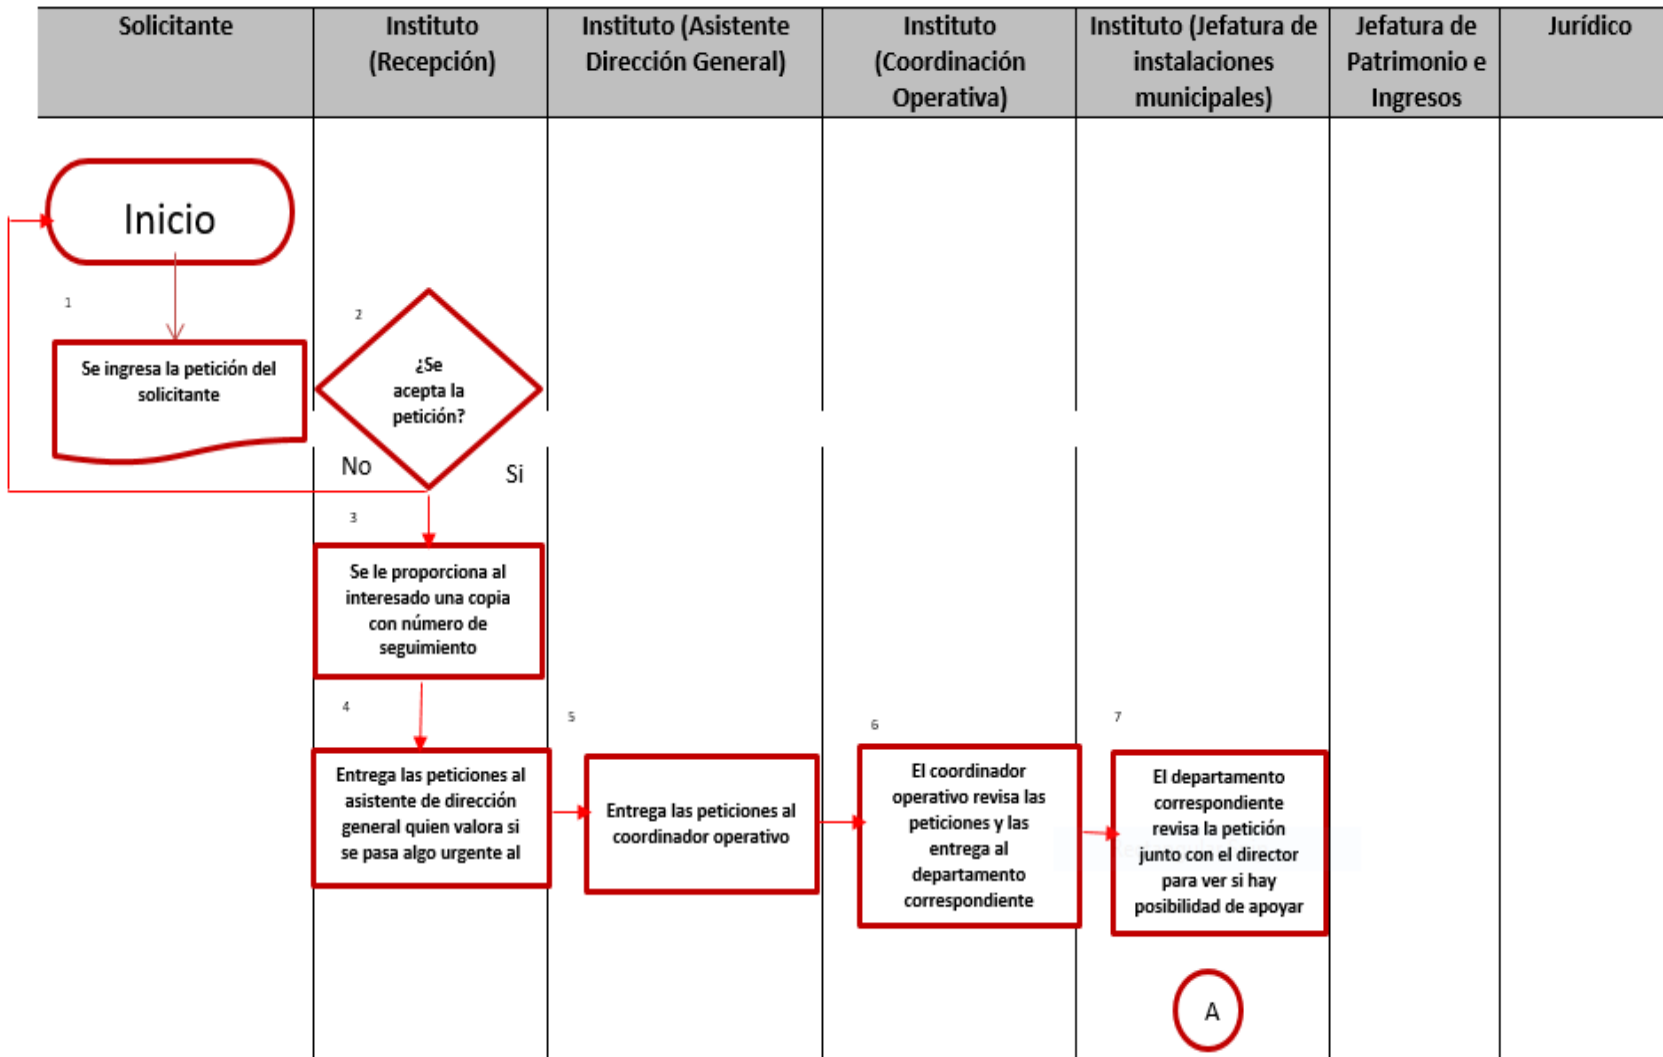 Solicitante
Instituto
(Recepción)
Instituto (Asistente
Dirección General)
Instituto
(Coordinación
Operativa)
Instituto (Jefatura de
instalaciones
municipales)
Jefatura de
Patrimonio e
Ingresos
Jurídico
Inicio
1
Se ingresa la petición del
solicitante
2
¿Se
acepta la
petición?
No
Si
3
Se le proporciona al
interesado una copia
con número de
seguimiento
4
Entrega las peticiones al
asistente de dirección
general quien valora si
se pasa algo urgente al
5
Entrega las peticiones al
coordinador operativo
6
El coordinador
operativo revisa las
peticiones y las
entrega al
departamento
correspondiente
7
El departamento
correspondiente
revisa la petición
junto con el director
para ver si hay
posibilidad de apoyar
A